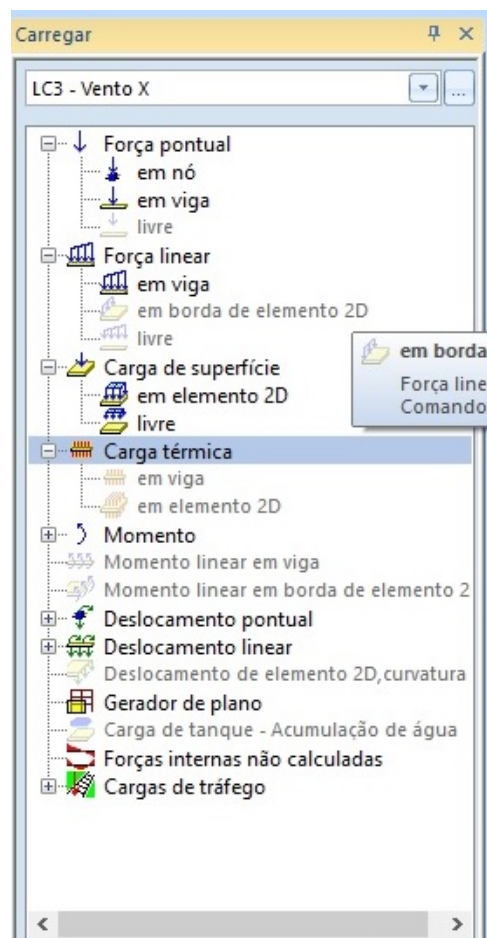 Carregar
LC3 - Vento X
...
Força pontual
em nó
em viga
livre
Força linear
em viga
em borda de elemento 2D
livre
em borda
Carga de superfície
Força line
em elemento 2D
Comando
livre
Carga térmica
em viga
em elemento 2D
Momento
Momento linear em viga
Momento linear em borda de elemento 2
Deslocamento pontual
Deslocamento linear
Deslocamento de elemento 2D,curvatura
Gerador de plano
Carga de tanque - Acumulação de água
Forças internas não calculadas
Cargas de tráfego